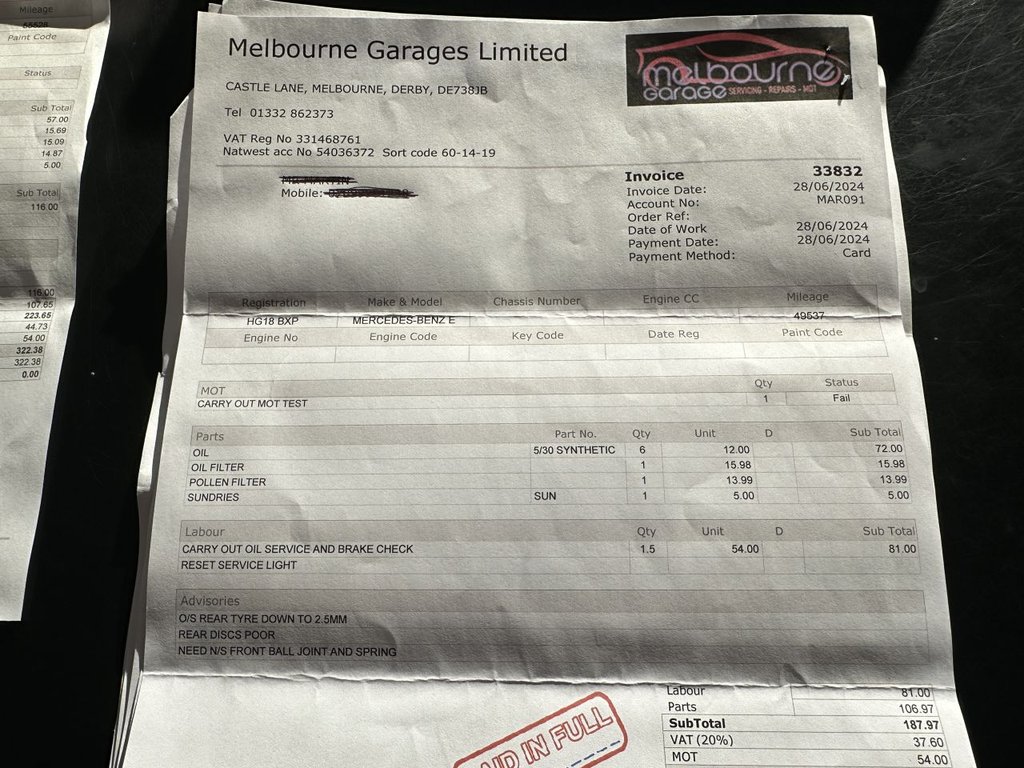 Mileage
55528
Paint Code
Status
Sub Total
57.00
15.69
15.09
14.87
5.00
Sub Total
116.00
116.00
107.65
223.65
44.73
54.00
322.38
322.38
0.00
Melbourne Garages Limited
melbourne
GARAGE SERVICING - REPAIRS - MOT
CASTLE LANE, MELBOURNE, DERBY, DE738JB
Tel 01332 862373
VAT Reg No 331468761
Natwest acc No 54036372 Sort code 60-14-19
Mobile:
Invoice 33832
Invoice Date: 28/06/2024
Account No: MAR091
Order Ref:
Date of Work 28/06/2024
Payment Date: 28/06/2024
Payment Method: Card
Registration Make & Model Chassis Number Engine CC Mileage
HG18 BXP MERCEDES-BENZ E 49537
Engine No Engine Code Key Code Date Reg Paint Code
MOT Qty Status
CARRY OUT MOT TEST 1 Fail
Parts Part No. Qty Unit D Sub Total
OIL 5/30 SYNTHETIC 6 12.00 72.00
OIL FILTER 1 15.98 15.98
POLLEN FILTER 1 13.99 13.99
SUNDRIES SUN 1 5.00 5.00
Labour Qty Unit D Sub Total
CARRY OUT OIL SERVICE AND BRAKE CHECK 1.5 54.00 81.00
RESET SERVICE LIGHT
Advisories
O/S REAR TYRE DOWN TO 2.5MM
REAR DISCS POOR
NEED N/S FRONT BALL JOINT AND SPRING
Labour 81.00
Parts 106.97
SubTotal 187.97
VAT (20%) 37.60
MOT 54.00
IN FULL